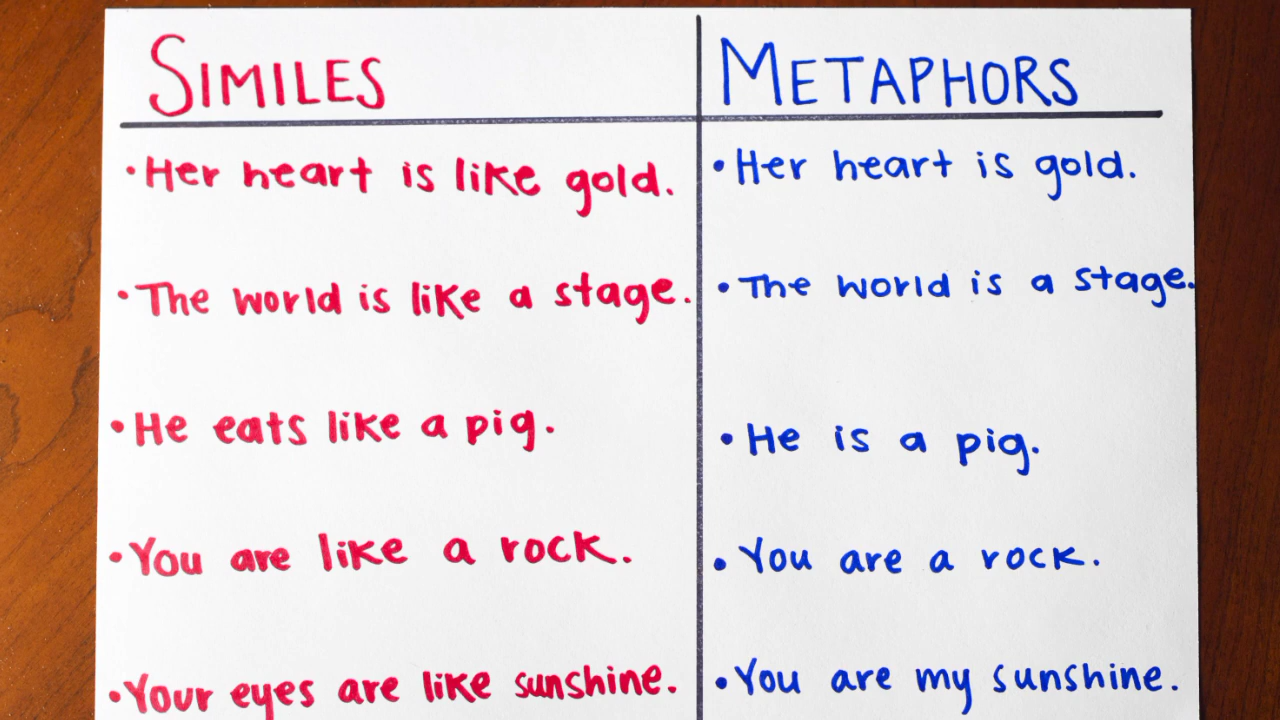 SIMILES
METAPHORS
•Her heart is like gold.
•Her heart is gold.
•The world is like a stage.
•The world is a stage.
•He eats like a pig.
•He is a pig.
•You are like a rock.
•You are a rock.
•Your eyes are like sunshine.
•You are my sunshine.